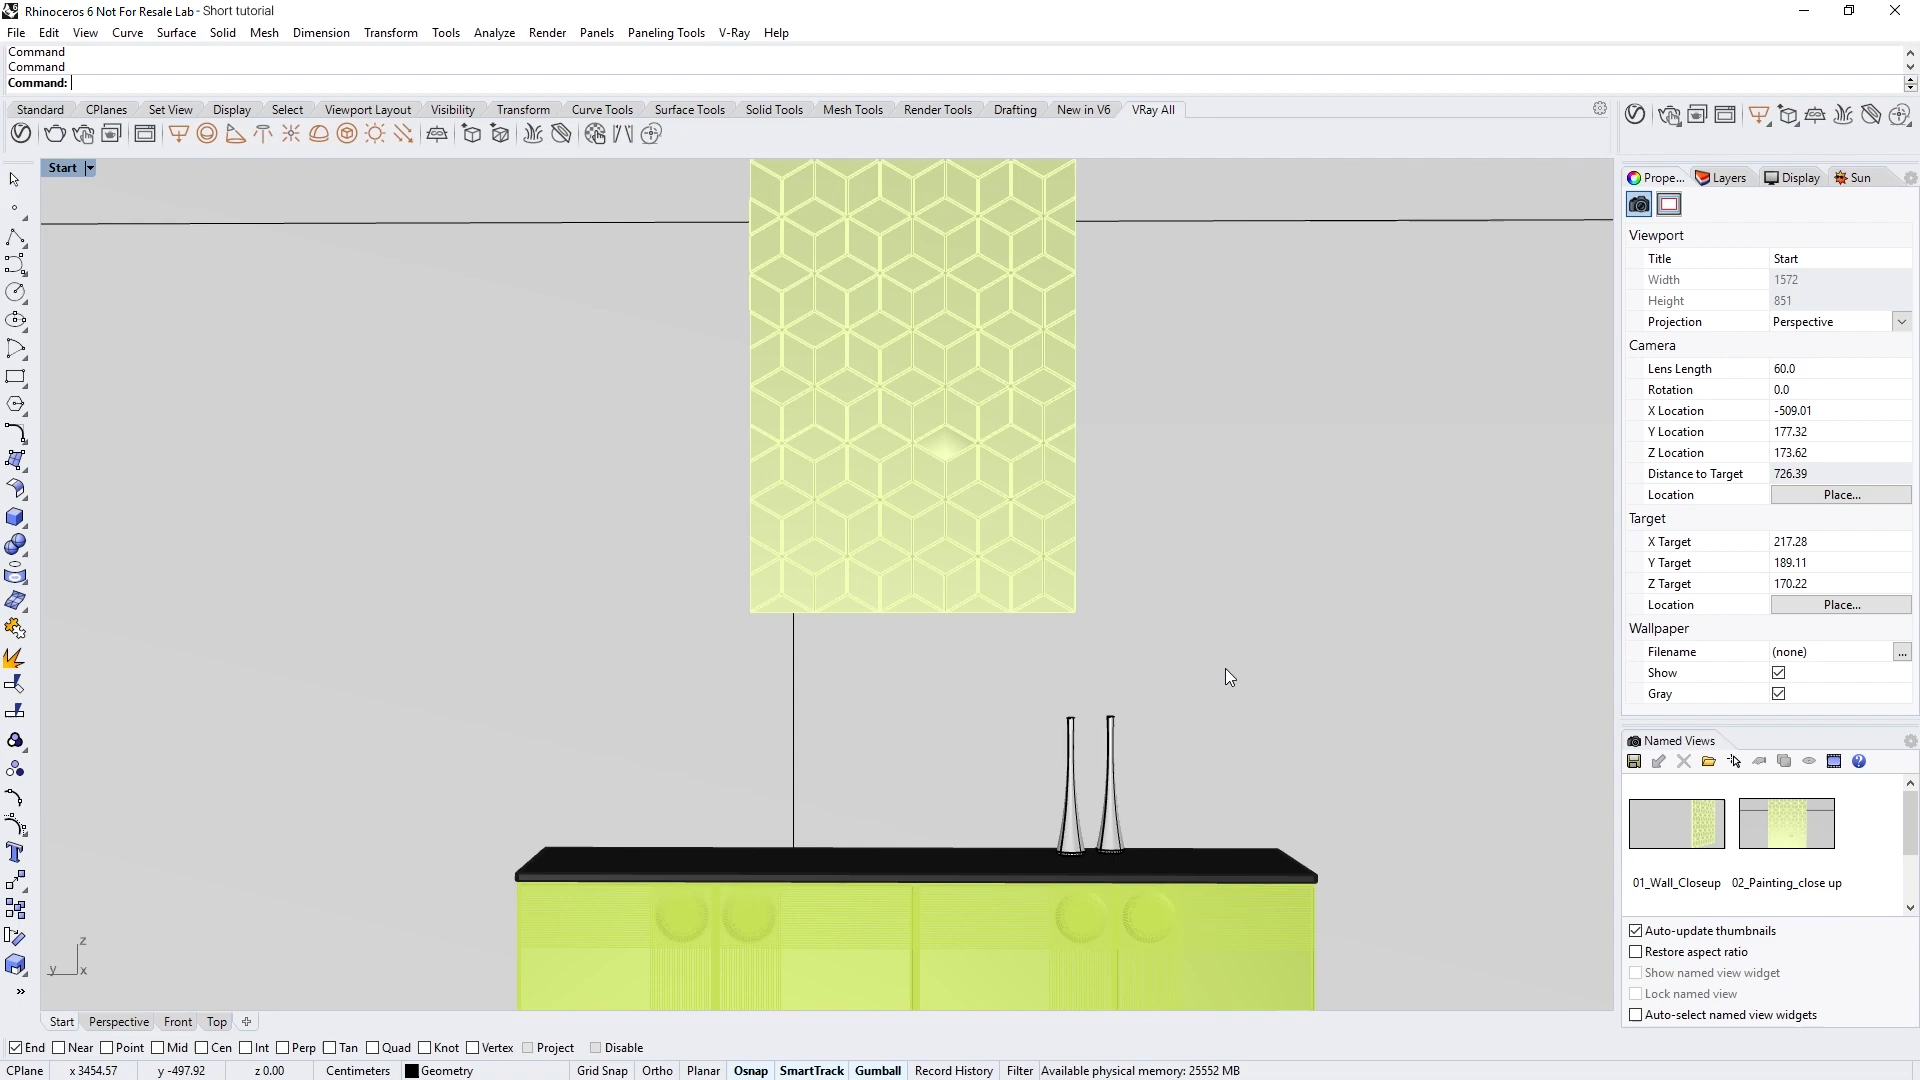 Rhinoceros 6 Not For Resale Lab - Short tutorial
File Edit View Curve Surface Solid Mesh Dimension Transform Tools Analyze Render Panels Paneling Tools V-Ray Help
Command
Command
Command:
Standard CPlanes Set View Display Select Viewport Layout Visibility Transform Curve Tools Surface Tools Solid Tools Mesh Tools Render Tools Drafting New in V6 VRay All
Start
Prope... Layers Display Sun
Viewport
Title Start
Width 1572
Height 851
Projection Perspective
Camera
Lens Length 60.0
Rotation 0.0
X Location -509.01
Y Location 177.32
Z Location 173.62
Distance to Target 726.39
Location Place...
Target
X Target 217.28
Y Target 189.11
Z Target 170.22
Location Place...
Wallpaper
Filename (none) ...
Show
Gray
Named Views
01_Wall_Closeup 02_Painting_close up
Auto-update thumbnails
Restore aspect ratio
Show named view widget
Lock named view
Auto-select named view widgets
z
y x
Start Perspective Front Top
End Near Point Mid Cen Int Perp Tan Quad Knot Vertex Project Disable
CPlane x 3454.57 y -497.92 z 0.00 Centimeters Geometry Grid Snap Ortho Planar Osnap SmartTrack Gumball Record History Filter Available physical memory: 25552 MB